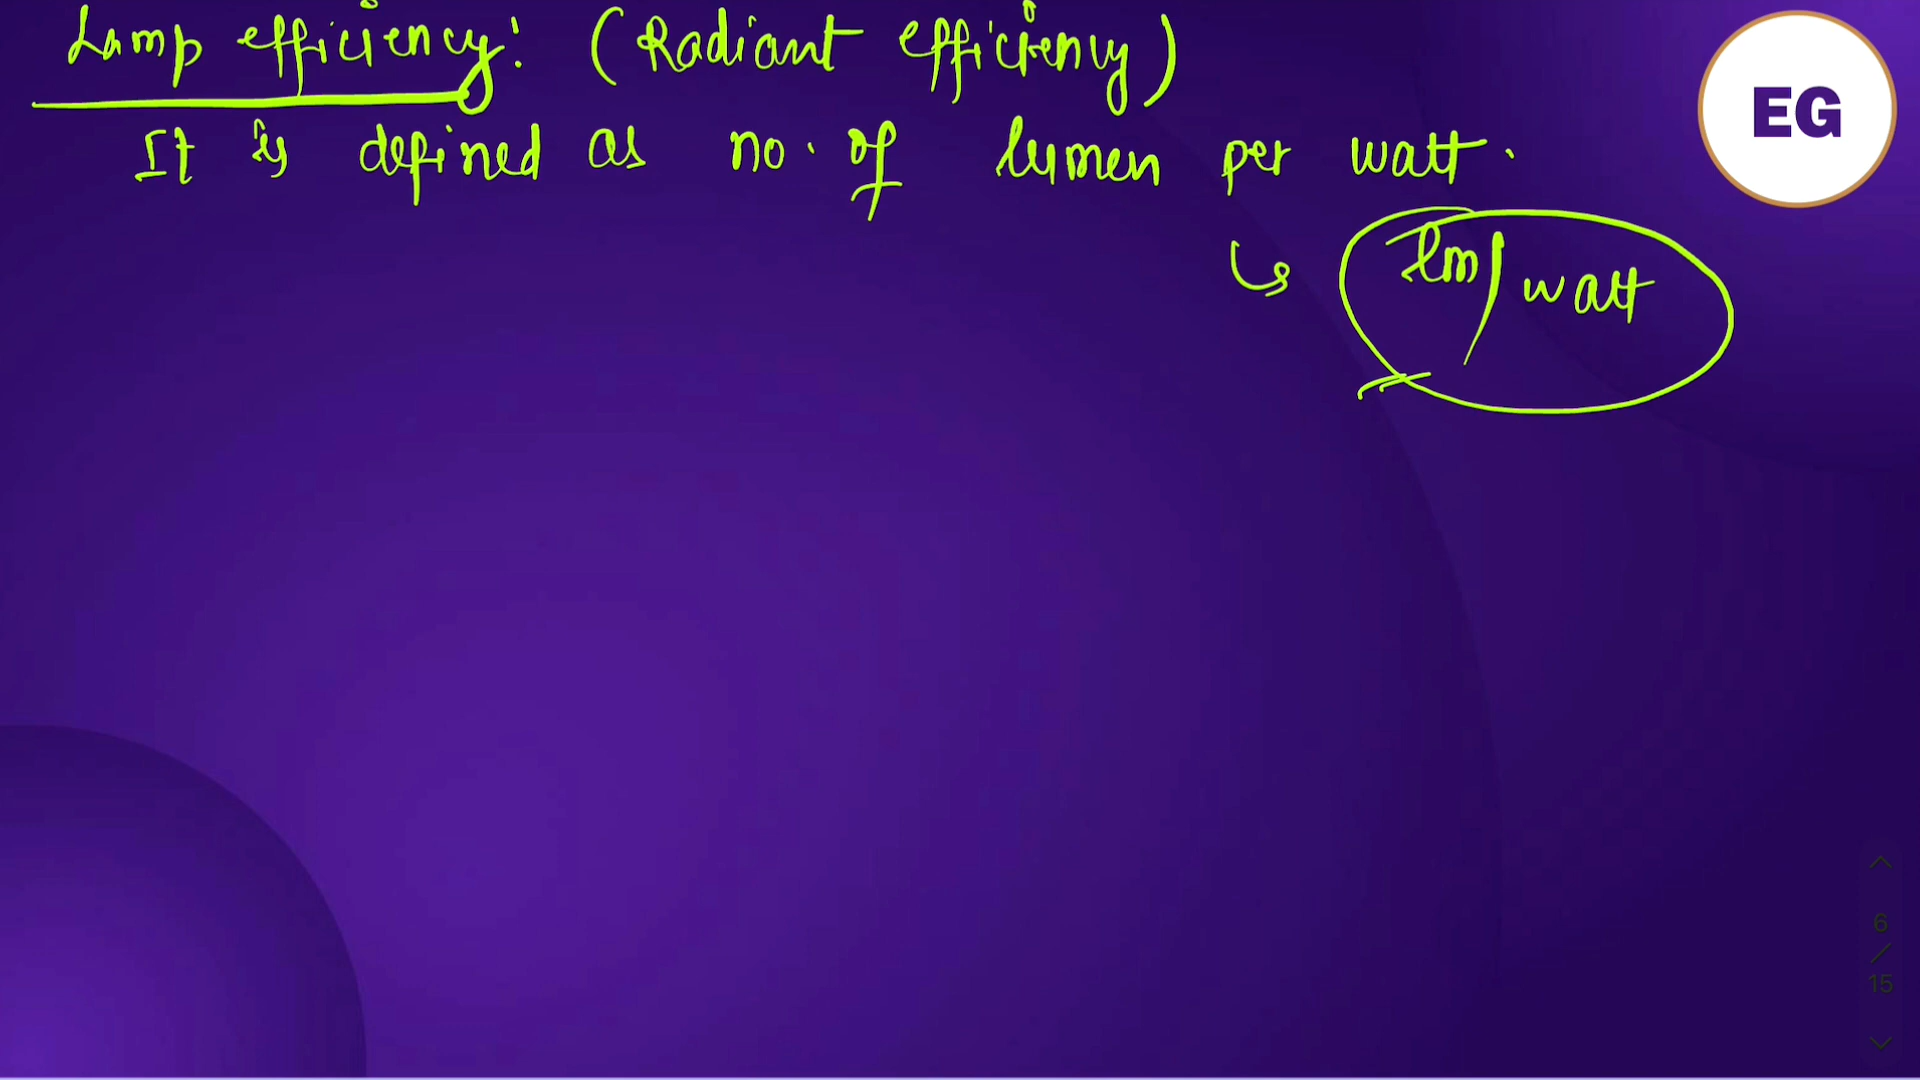 Lamp efficiency: (Radiant efficiency)
EG
It is defined as no. of lumen per watt.
lm/watt
6
/
15